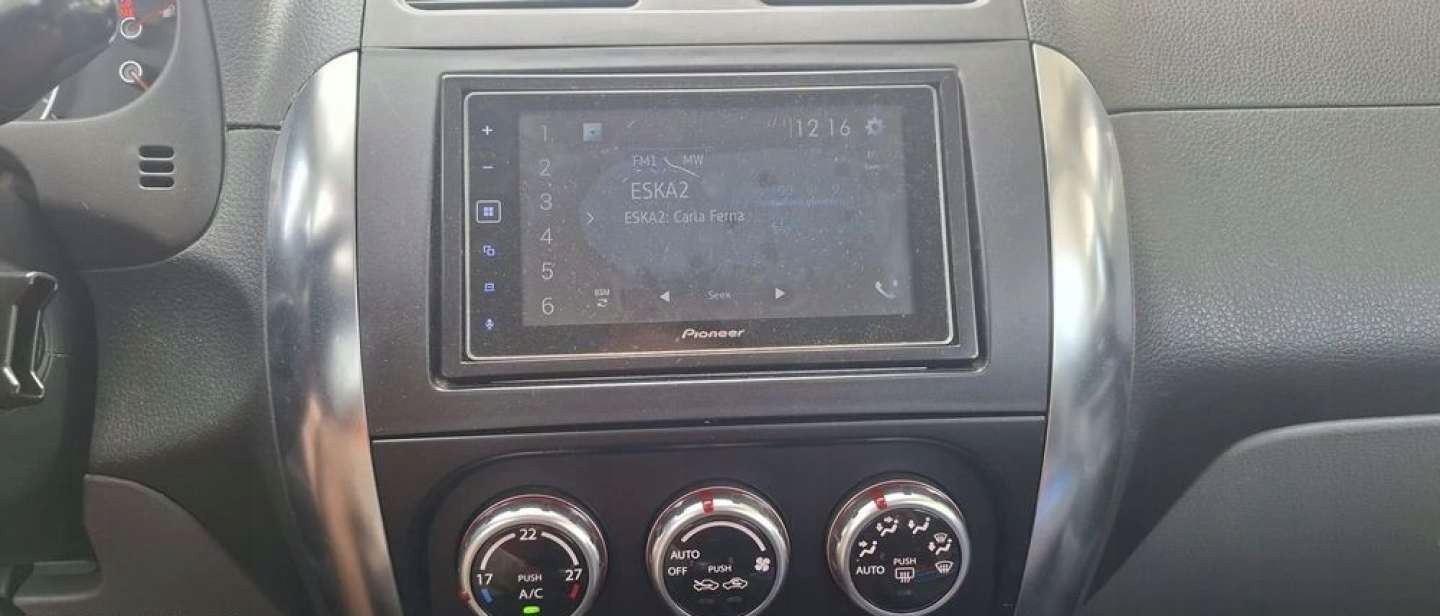 +
−
1
2
3
4
5
6
12 16
FM1 MW
ESKA2
ESKA2: Carla Ferna
BSM
Seek
Pioneer
22
17 PUSH 27
A/C
AUTO
OFF PUSH
AUTO PUSH